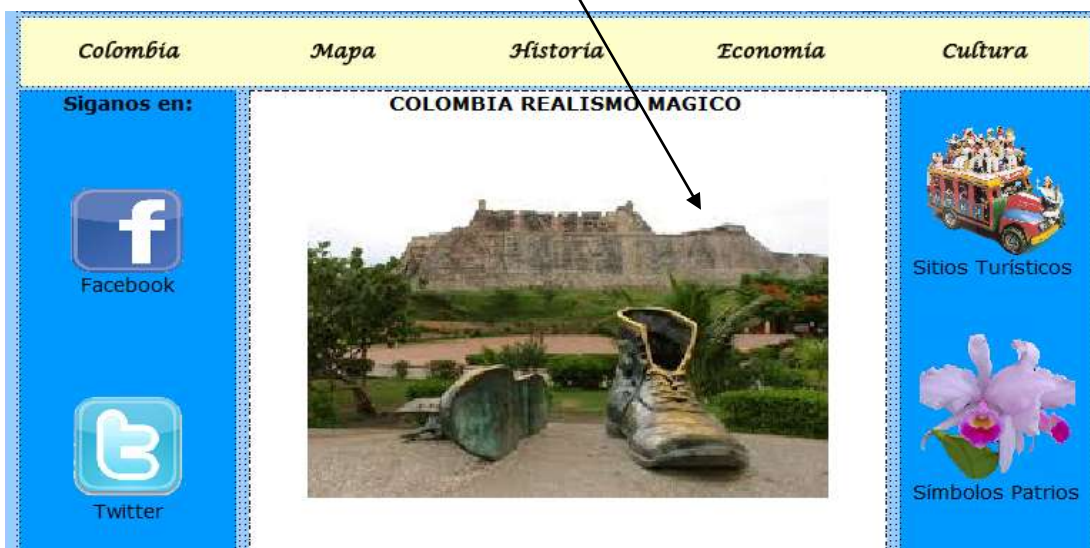 Colombia Mapa Historia Economia Cultura
Siganos en:
COLOMBIA REALISMO MAGICO
Facebook
Twitter
Sitios Turísticos
Símbolos Patrios